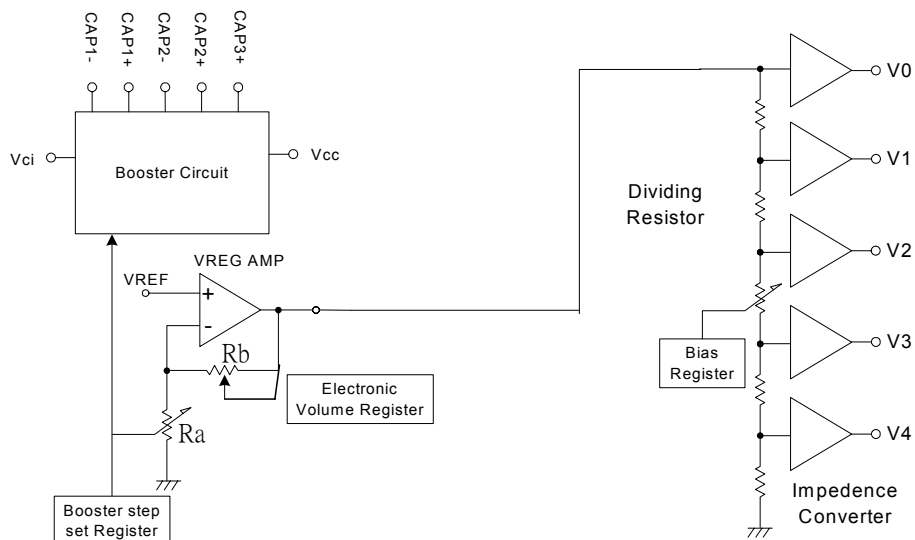 CAP1-
CAP1+
CAP2-
CAP2+
CAP3+
Vci
Booster Circuit
Vcc
VREG AMP
VREF
+
-
Rb
Electronic
Volume Register
Ra
Booster step
set Register
Dividing
Resistor
Bias
Register
V0
V1
V2
V3
V4
Impedence
Converter